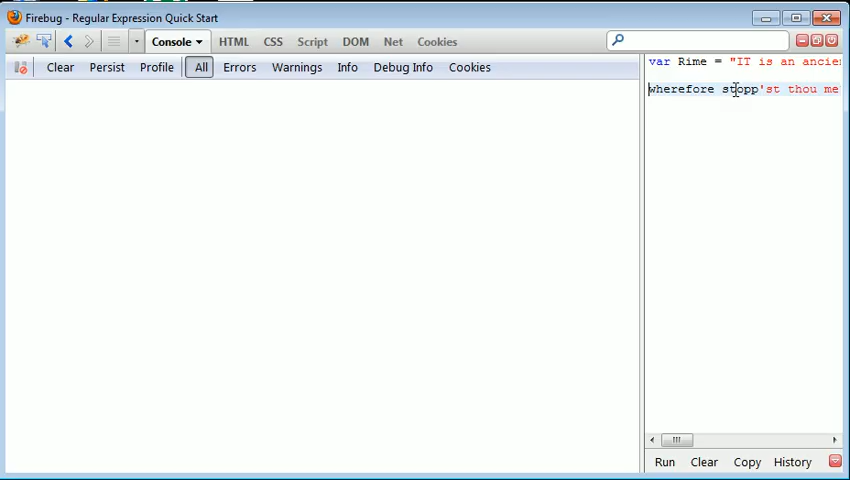 Firebug - Regular Expression Quick Start
Console HTML CSS Script DOM Net Cookies
Clear Persist Profile All Errors Warnings Info Debug Info Cookies
var Rime = "IT is an ancie
wherefore stopp'st thou me
Run Clear Copy History